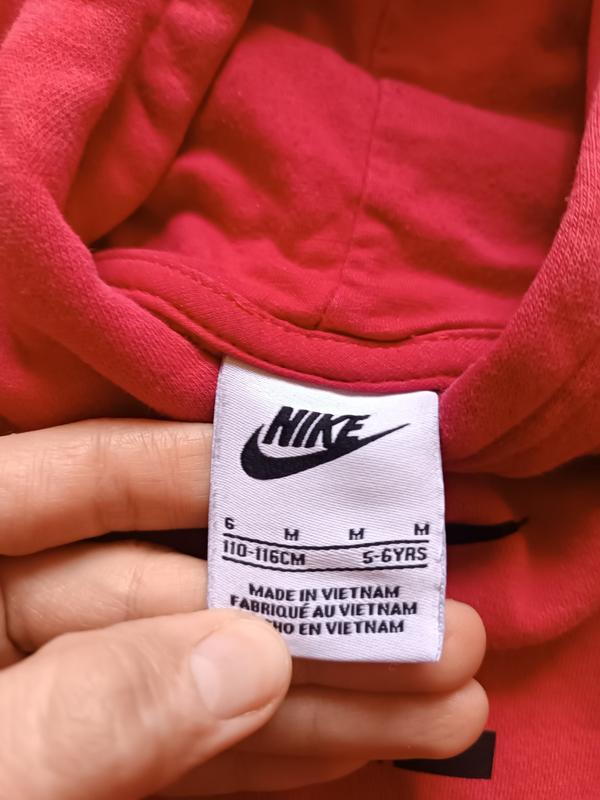 NIKE
6 M M M
110-116CM 5-6YRS
MADE IN VIETNAM
FABRIQUÉ AU VIETNAM
EN VIETNAM